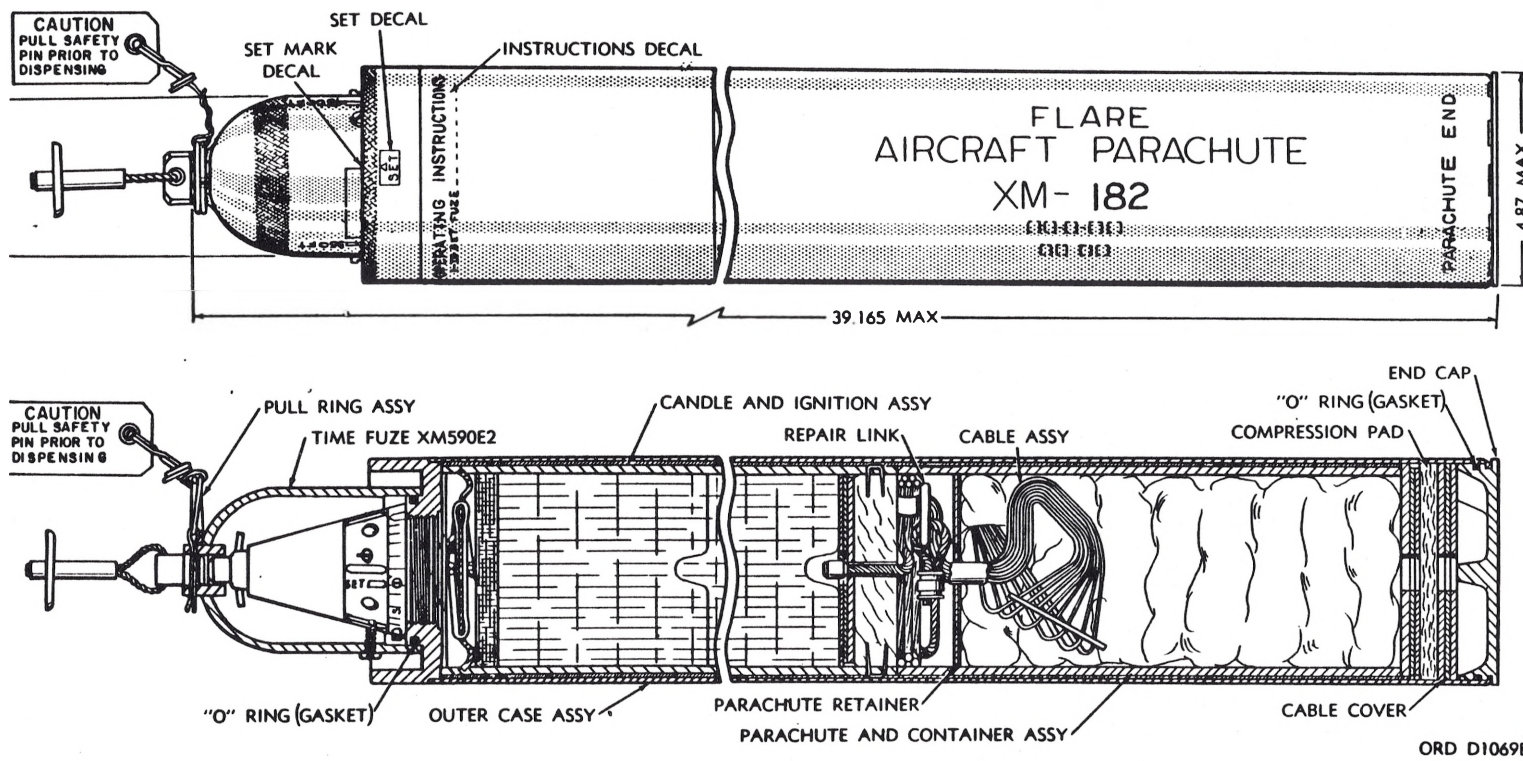 CAUTION
PULL SAFETY
PIN PRIOR TO
DISPENSING
SET DECAL
SET MARK
DECAL
INSTRUCTIONS DECAL
SET
OPERATING INSTRUCTIONS
FLARE
AIRCRAFT PARACHUTE
XM-182
PARACHUTE END
4.87 MAX
39.165 MAX
CAUTION
PULL SAFETY
PIN PRIOR TO
DISPENSING
PULL RING ASSY
TIME FUZE XM590E2
CANDLE AND IGNITION ASSY
REPAIR LINK
CABLE ASSY
END CAP
"O" RING (GASKET)
COMPRESSION PAD
SET
"O" RING (GASKET)
OUTER CASE ASSY
PARACHUTE RETAINER
PARACHUTE AND CONTAINER ASSY
CABLE COVER
ORD D1069